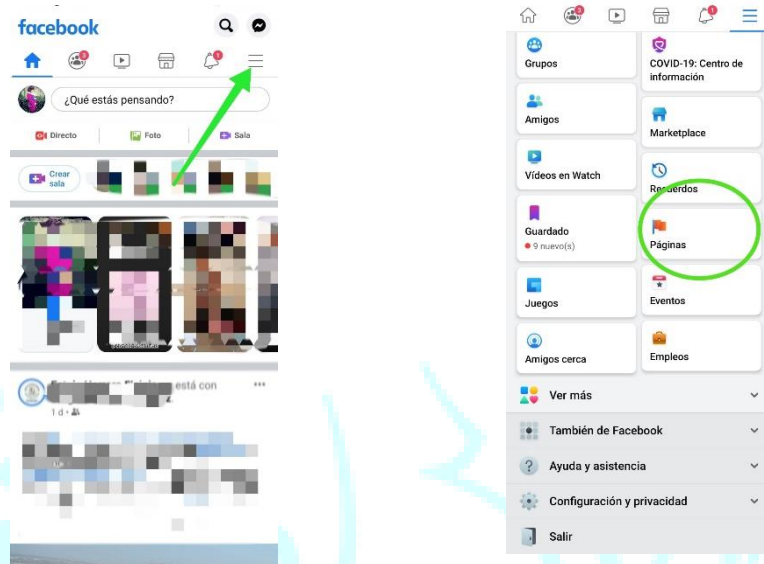 facebook
¿Qué estás pensando?
Directo
Foto
Sala
Crear
sala
está con
1 d
Grupos
COVID-19: Centro de
información
Amigos
Marketplace
Vídeos en Watch
Recuerdos
Guardado
9 nuevo(s)
Páginas
Juegos
Eventos
Amigos cerca
Empleos
Ver más
También de Facebook
Ayuda y asistencia
Configuración y privacidad
Salir